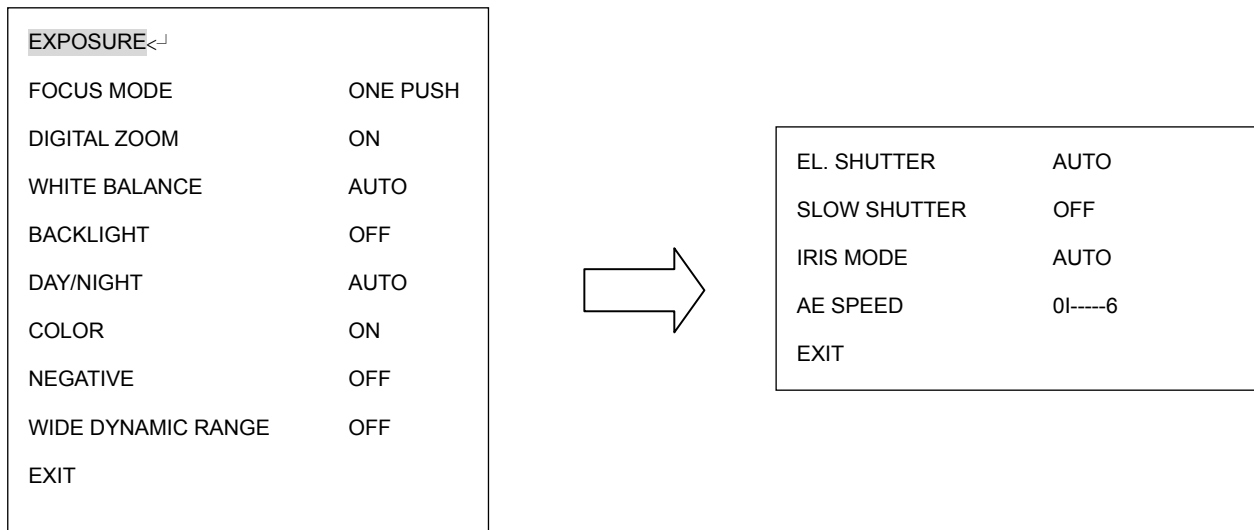 EXPOSURE<┘
FOCUS MODE ONE PUSH
DIGITAL ZOOM ON
WHITE BALANCE AUTO
BACKLIGHT OFF
DAY/NIGHT AUTO
COLOR ON
NEGATIVE OFF
WIDE DYNAMIC RANGE OFF
EXIT
EL. SHUTTER AUTO
SLOW SHUTTER OFF
IRIS MODE AUTO
AE SPEED 0I-----6
EXIT